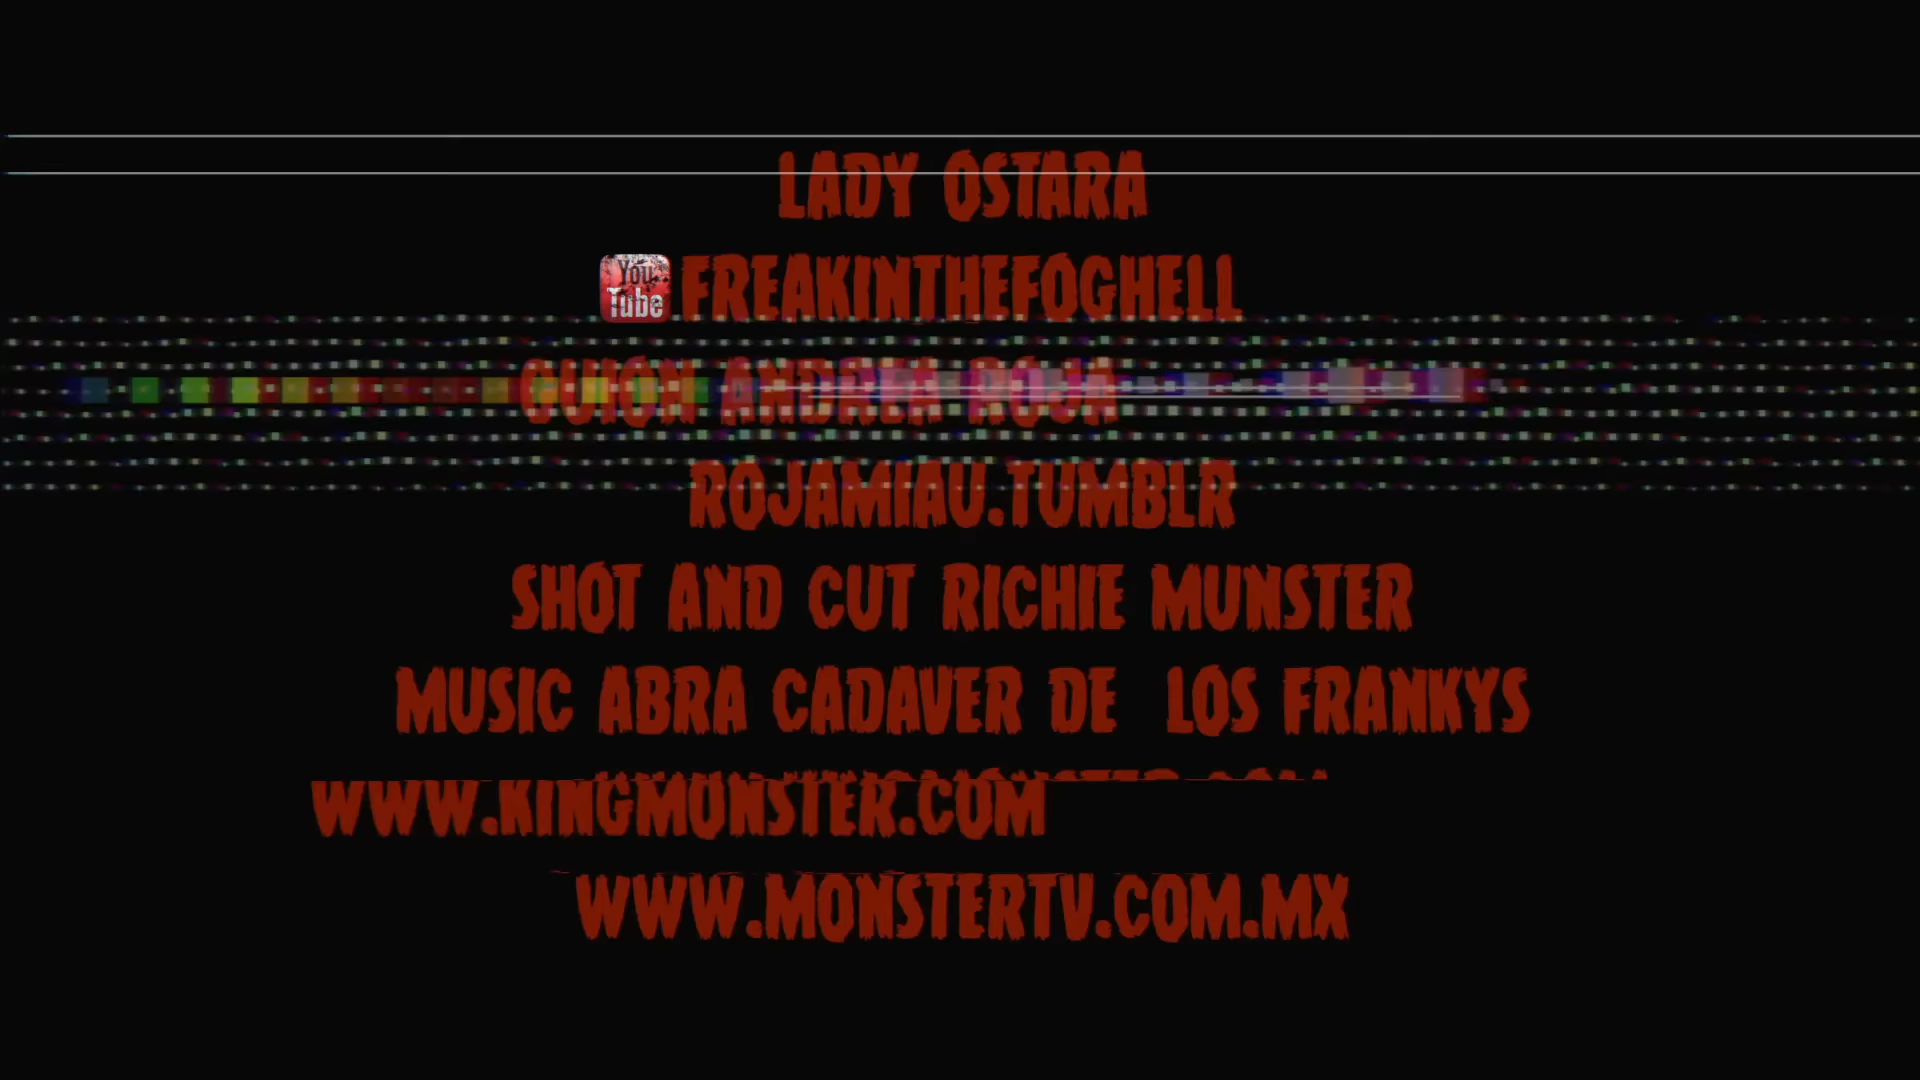 LADY OSTARA
You Tube FREAKINTHEFOGHELL
GUION ANDREA ROJA
ROJAMIAU.TUMBLR
SHOT AND CUT RICHIE MUNSTER
MUSIC ABRA CADAVER DE LOS FRANKYS
WWW.KINGMONSTER.COM
WWW.MONSTERTV.COM.MX